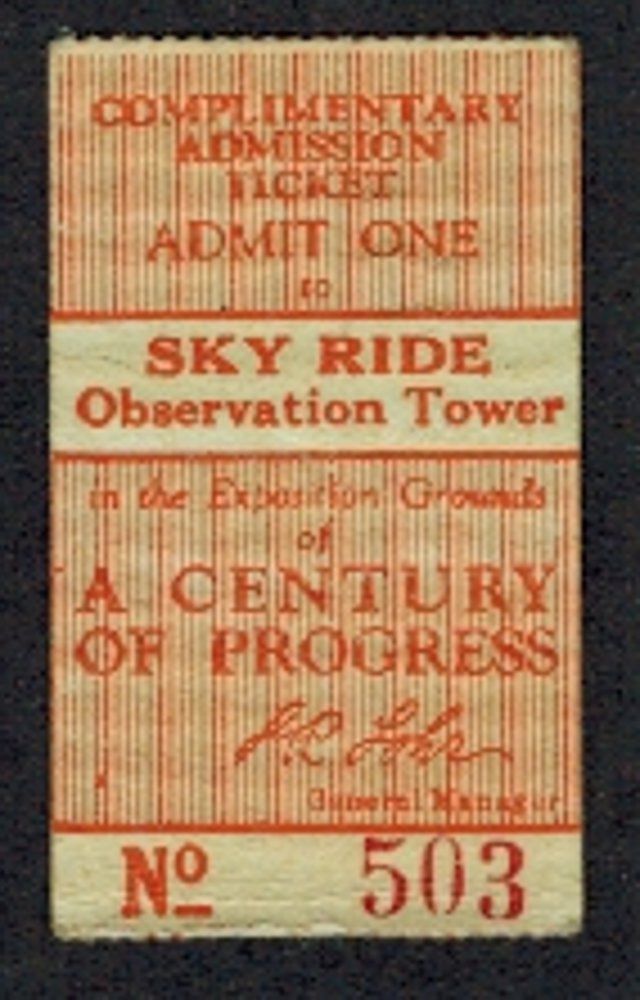 COMPLIMENTARY
ADMISSION
TICKET
ADMIT ONE
to
SKY RIDE
Observation Tower
in the Exposition Grounds
of
A CENTURY
OF PROGRESS
General Manager
No 503